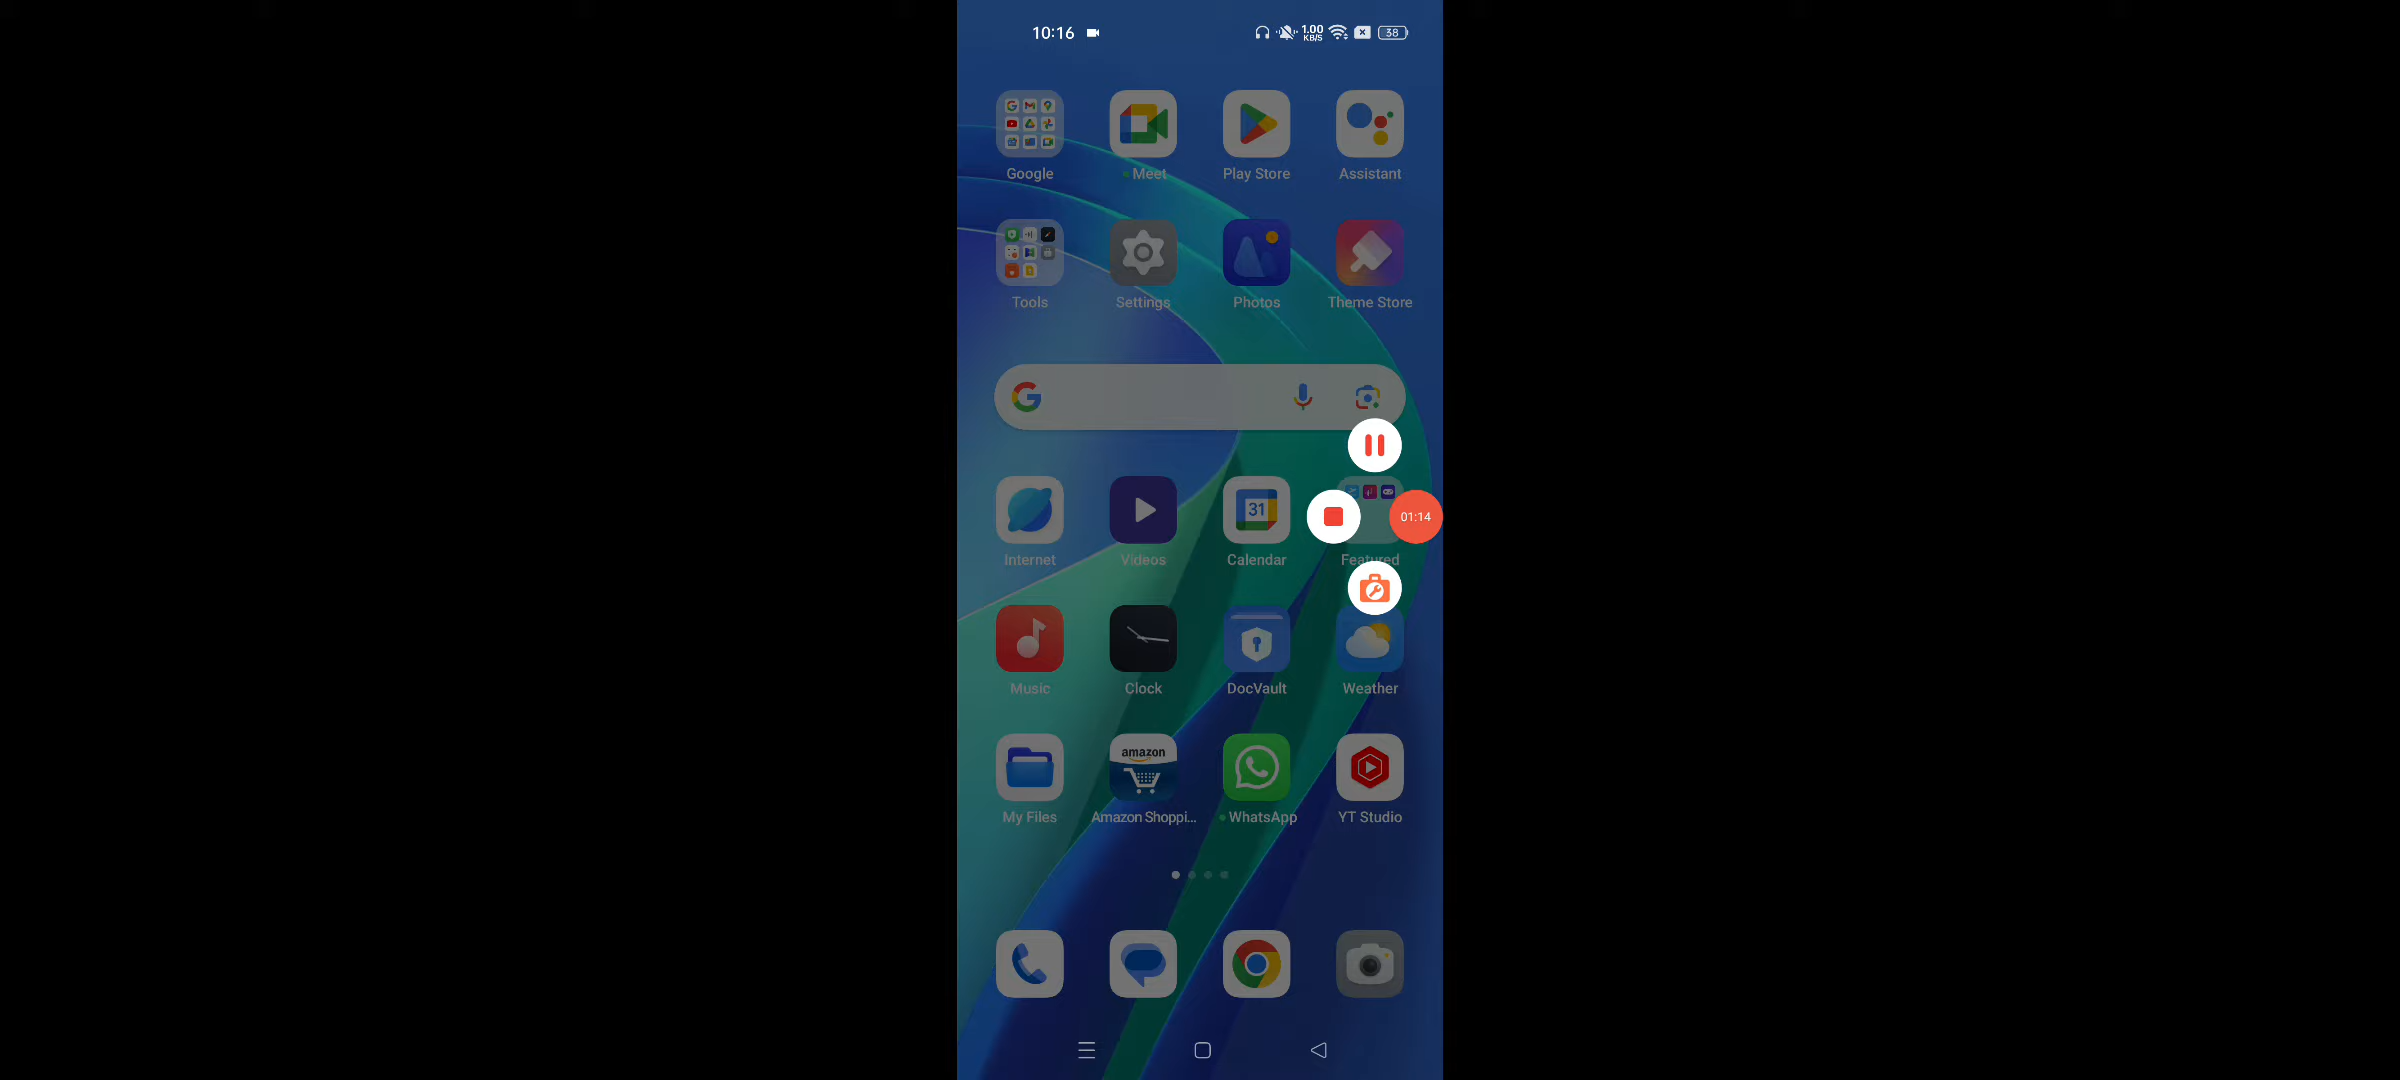 10:16 1.00 KB/S 38
Google Meet Play Store Assistant
Tools Settings Photos Theme Store
31
01:14
Internet Videos Calendar Featured
Music Clock DocVault Weather
amazon
My Files Amazon Shoppi... WhatsApp YT Studio